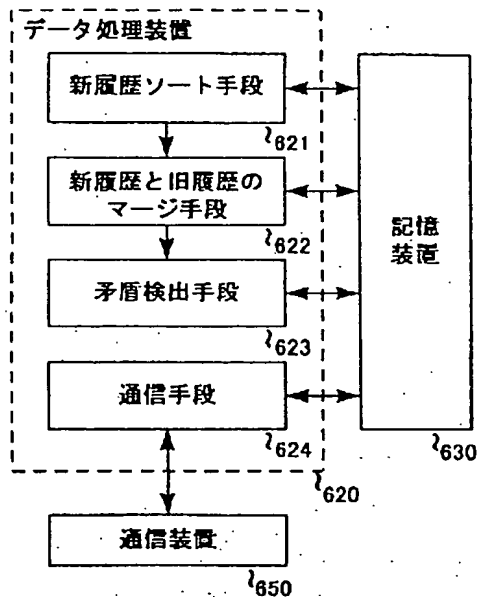 データ処理装置
新履歴ソート手段
621
新履歴と旧履歴の
マージ手段
622
記憶
装置
矛盾検出手段
623
通信手段
624
630
620
通信装置
650